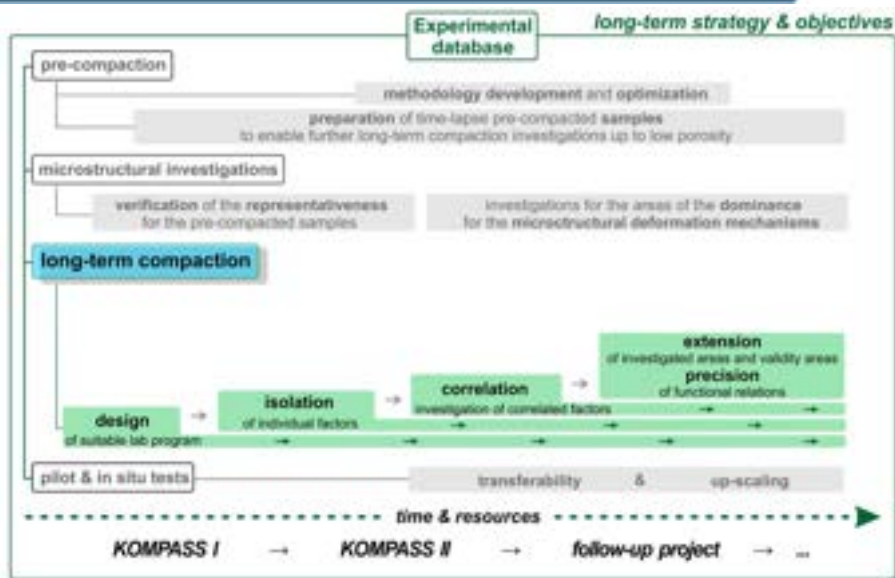 Experimental
database
long-term strategy & objectives
pre-compaction
methodology development and optimization
preparation of time-lapse pre-compacted samples
to enable further long-term compaction investigations up to low porosity
microstructural investigations
verification of the representativeness
for the pre-compacted samples
investigations for the areas of the dominance
for the microstructural deformation mechanisms
long-term compaction
extension
of investigated areas and validity areas
precision
of functional relations
→ correlation →
investigation of correlated factors → → → →
→ isolation →
of individual factors
design
of suitable lab program → → → → →
pilot & in situ tests
transferability & up-scaling
time & resources
KOMPASS I → KOMPASS II → follow-up project → ...